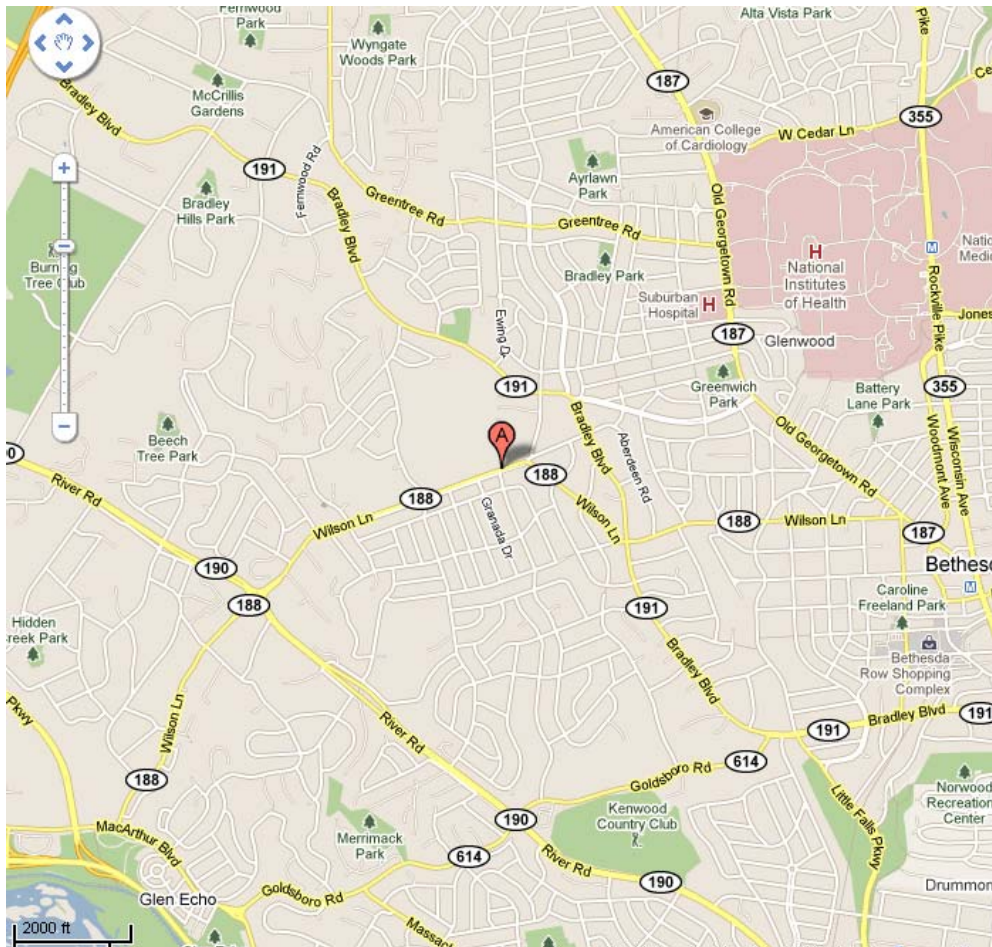 Fernwood
Park
Wyngate
Woods Park
Alta Vista Park
Pike
187
McCrillis
Gardens
Bradley Blvd
American College
of Cardiology
W Cedar Ln
355
191
Fernwood Rd
Ayrlawn
Park
Bradley
Hills Park
Bradley Blvd
Greentree Rd
Greentree Rd
Old Georgetown Rd
M
H
National
Institutes
of Health
Bradley Park
Tree Club
Suburban
Hospital
H
Rockville Pike
Jones
Ewing
187
Glenwood
191
Greenwich
Park
Battery
Lane Park
355
Beech
Tree Park
A
Bradley Blvd
Aberdeen Rd
Old Georgetown Rd
Woodmont Ave
Wisconsin Ave
River Rd
188
188
Granada Dr
Wilson Ln
Wilson Ln
188
Wilson Ln
187
190
188
191
Caroline
Freeland Park
M
Hidden
Creek Park
Bradley Blvd
Bethesda
Row Shopping
Complex
Pkwy
Wilson Ln
River Rd
Bradley Blvd
191
191
188
Goldsboro Rd
614
Little Falls Pkwy
Norwood
Recreation
Center
MacArthur Blvd
Merrimack
Park
190
Kenwood
Country Club
614
River Rd
190
Glen Echo
Goldsboro Rd
2000 ft